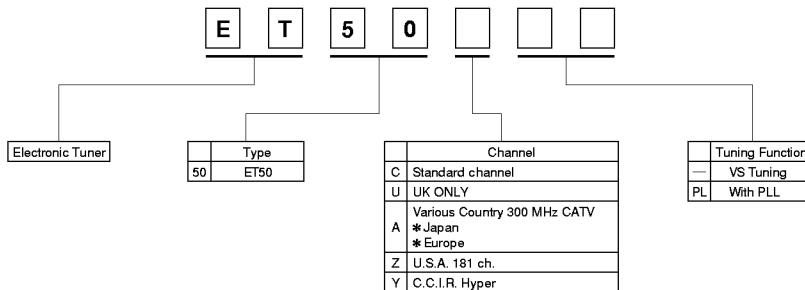 E T 5 0
Electronic Tuner
Type
50 ET50
Channel
C Standard channel
U UK ONLY
A Various Country 300 MHz CATV
* Japan
* Europe
Z U.S.A. 181 ch.
Y C.C.I.R. Hyper
Tuning Function
— VS Tuning
PL With PLL